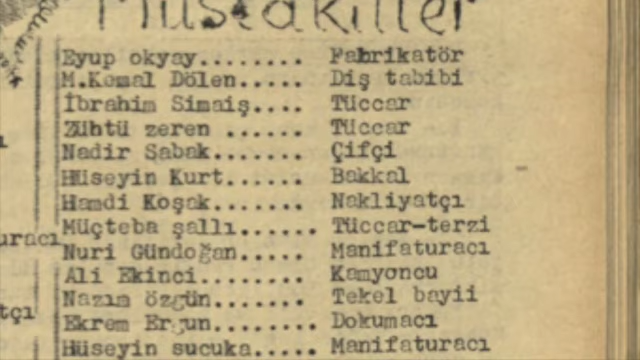 Müstakiller
Eyup okyay........ Fabrikatör
M.Kemal Dölen..... Diş tabibi
İbrahim Simaiş.... Tüccar
Zühtü zeren ...... Tüccar
Nadir Sabak....... Çifçi
Hüseyin Kurt...... Bakkal
Hamdi Koşak....... Nakliyatçı
Müçteba şallı...... Tüccar-terzi
Nuri Gündoğan..... Manifaturacı
Ali Ekinci........ Kamyoncu
Nazım özgün....... Tekel bayii
Ekrem Ergun....... Dokumacı
Hüseyin sucuka..... Manifaturacı